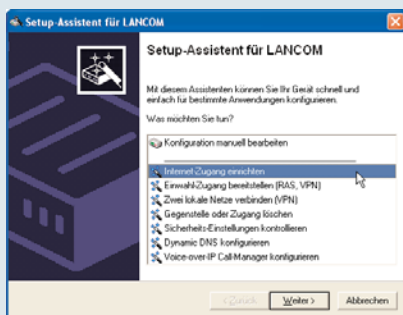 Setup-Assistent für LANCOM
Setup-Assistent für LANCOM
Mit diesem Assistenten können Sie Ihr Gerät schnell und
einfach für bestimmte Anwendungen konfigurieren.
Was möchten Sie tun?
Konfiguration manuell bearbeiten
Internet-Zugang einrichten
Einwahl-Zugang bereitstellen (RAS, VPN)
Zwei lokale Netze verbinden (VPN)
Gegenstelle oder Zugang löschen
Sicherheits-Einstellungen kontrollieren
Dynamic DNS konfigurieren
Voice-over-IP Call-Manager konfigurieren
< Zurück
Weiter >
Abbrechen